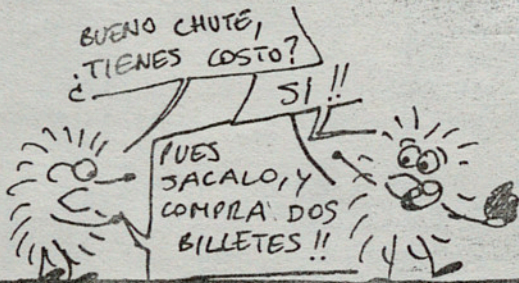 BUENO CHUTE,
¿TIENES COSTO?
SI!!
PUES
SACALO, Y
COMPRA DOS
BILLETES!!